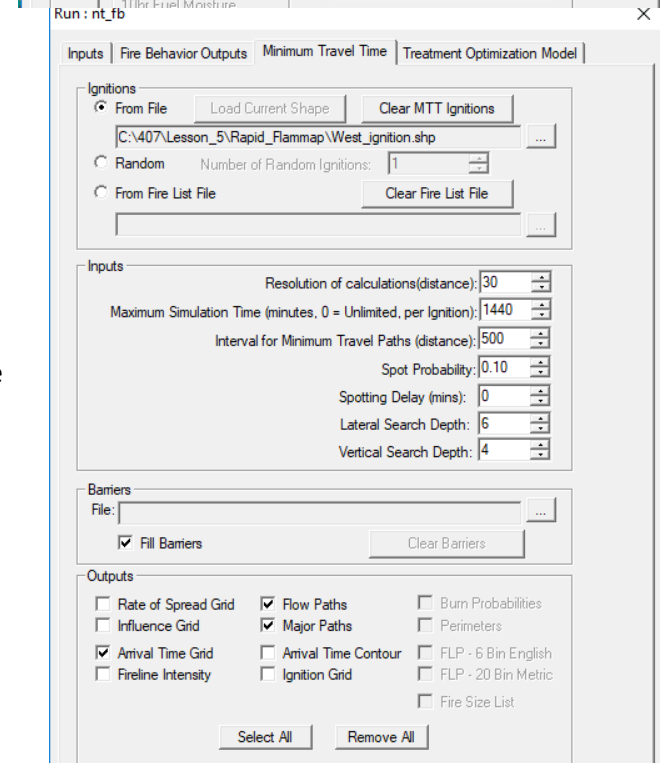 10hr Fuel Moisture
Run : nt_fb
Inputs Fire Behavior Outputs Minimum Travel Time Treatment Optimization Model
Ignitions
From File Load Current Shape Clear MTT Ignitions
C:\407\Lesson_5\Rapid_Flammap\West_ignition.shp ...
Random Number of Random Ignitions: 1
From Fire List File Clear Fire List File
...
Inputs
Resolution of calculations(distance): 30
Maximum Simulation Time (minutes, 0 = Unlimited, per Ignition): 1440
Interval for Minimum Travel Paths (distance): 500
Spot Probability: 0.10
e
Spotting Delay (mins): 0
Lateral Search Depth: 6
Vertical Search Depth: 4
Barriers
File: ...
Fill Barriers Clear Barriers
Outputs
Rate of Spread Grid Flow Paths Burn Probabilities
Influence Grid Major Paths Perimeters
Arrival Time Grid Arrival Time Contour FLP - 6 Bin English
Fireline Intensity Ignition Grid FLP - 20 Bin Metric
Fire Size List
Select All Remove All